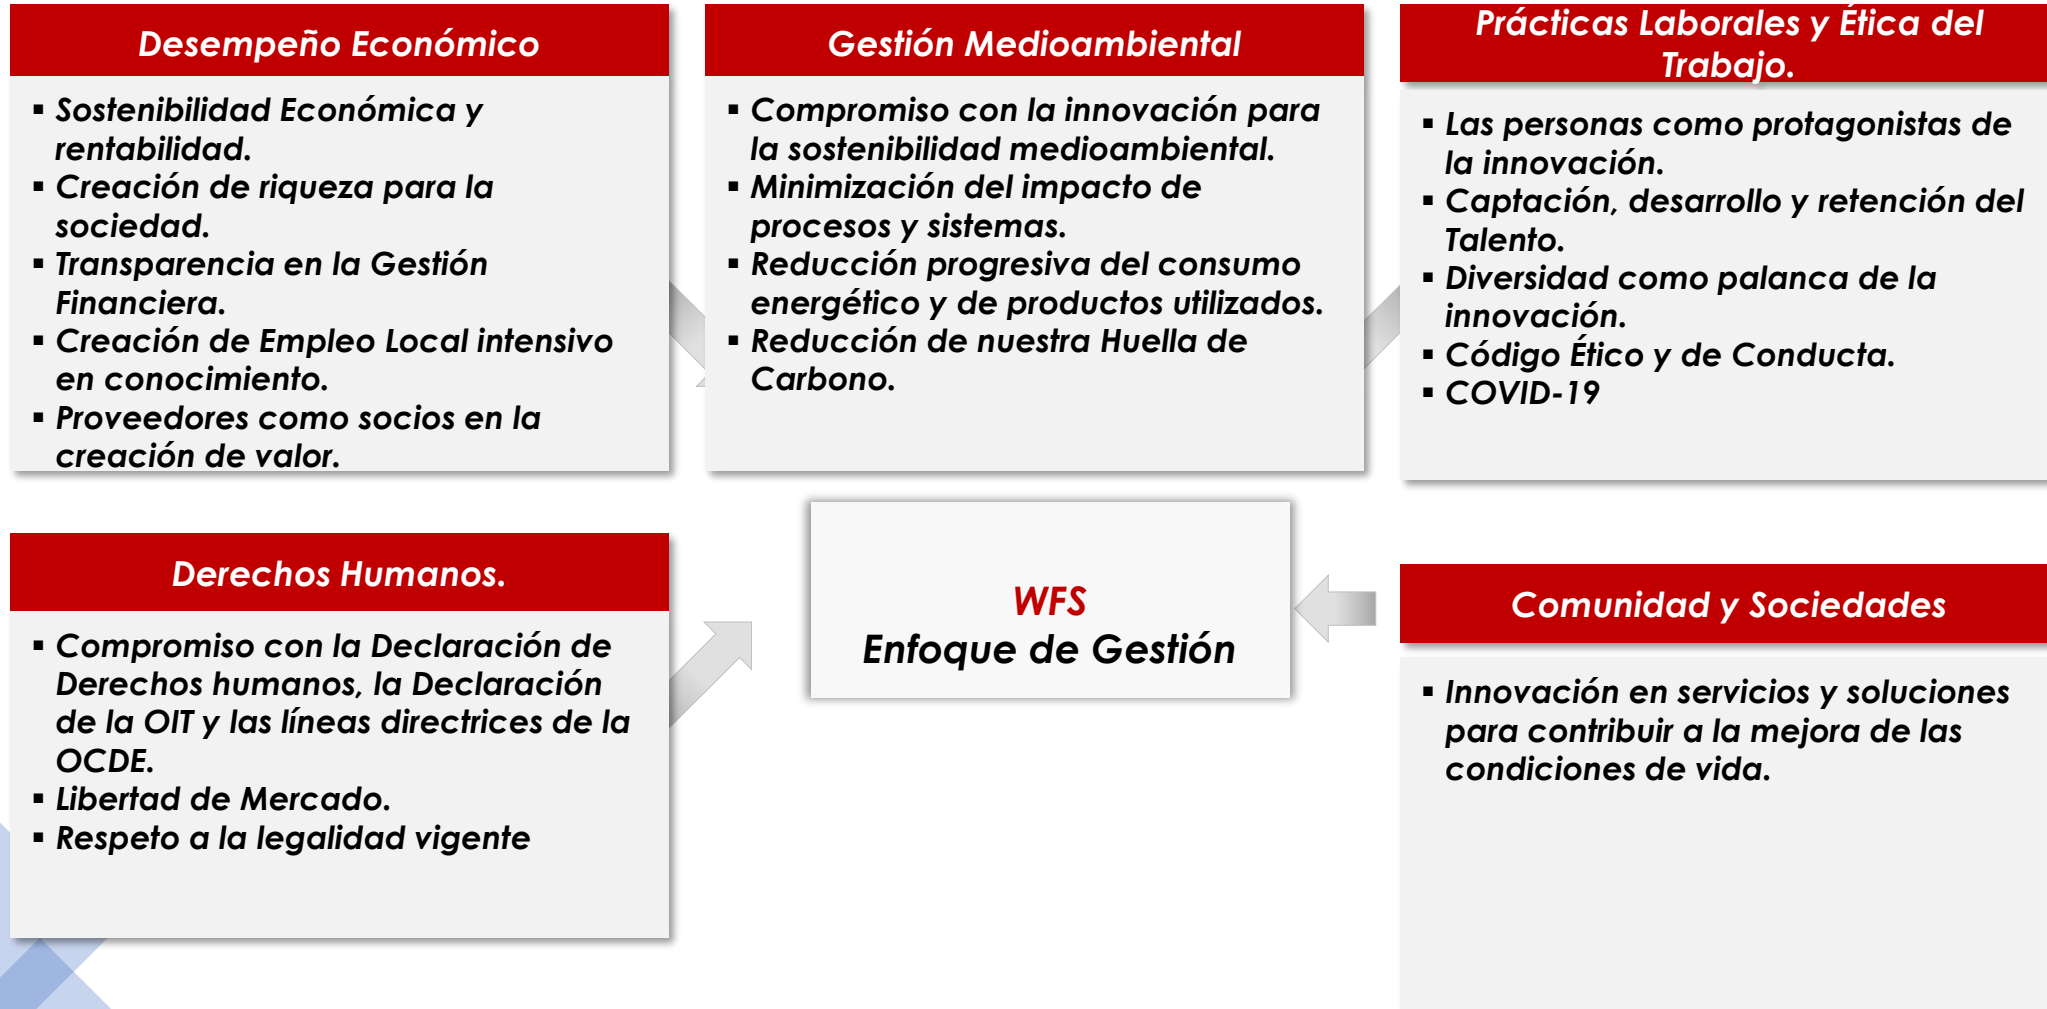 Desempeño Económico
▪ Sostenibilidad Económica y
rentabilidad.
▪ Creación de riqueza para la
sociedad.
▪ Transparencia en la Gestión
Financiera.
▪ Creación de Empleo Local intensivo
en conocimiento.
▪ Proveedores como socios en la
creación de valor.
Gestión Medioambiental
▪ Compromiso con la innovación para
la sostenibilidad medioambiental.
▪ Minimización del impacto de
procesos y sistemas.
▪ Reducción progresiva del consumo
energético y de productos utilizados.
▪ Reducción de nuestra Huella de
Carbono.
Prácticas Laborales y Ética del
Trabajo.
▪ Las personas como protagonistas de
la innovación.
▪ Captación, desarrollo y retención del
Talento.
▪ Diversidad como palanca de la
innovación.
▪ Código Ético y de Conducta.
▪ COVID-19
Derechos Humanos.
▪ Compromiso con la Declaración de
Derechos humanos, la Declaración
de la OIT y las líneas directrices de la
OCDE.
▪ Libertad de Mercado.
▪ Respeto a la legalidad vigente
WFS
Enfoque de Gestión
Comunidad y Sociedades
▪ Innovación en servicios y soluciones
para contribuir a la mejora de las
condiciones de vida.